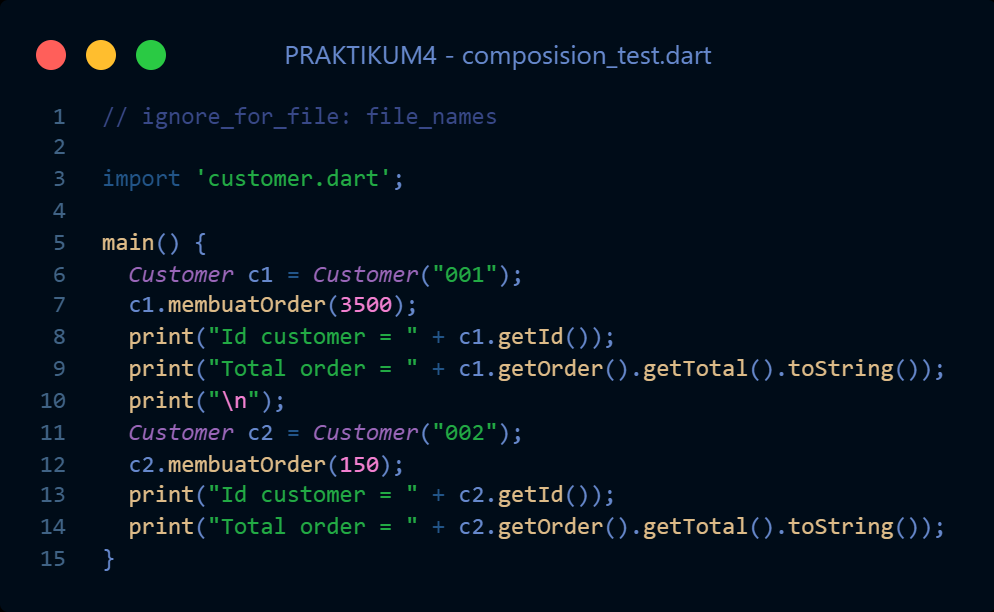 PRAKTIKUM4 - composision_test.dart
1 // ignore_for_file: file_names
2
3 import 'customer.dart';
4
5 main() {
6   Customer c1 = Customer("001");
7   c1.membuatOrder(3500);
8   print("Id customer = " + c1.getId());
9   print("Total order = " + c1.getOrder().getTotal().toString());
10   print("\n");
11   Customer c2 = Customer("002");
12   c2.membuatOrder(150);
13   print("Id customer = " + c2.getId());
14   print("Total order = " + c2.getOrder().getTotal().toString());
15 }